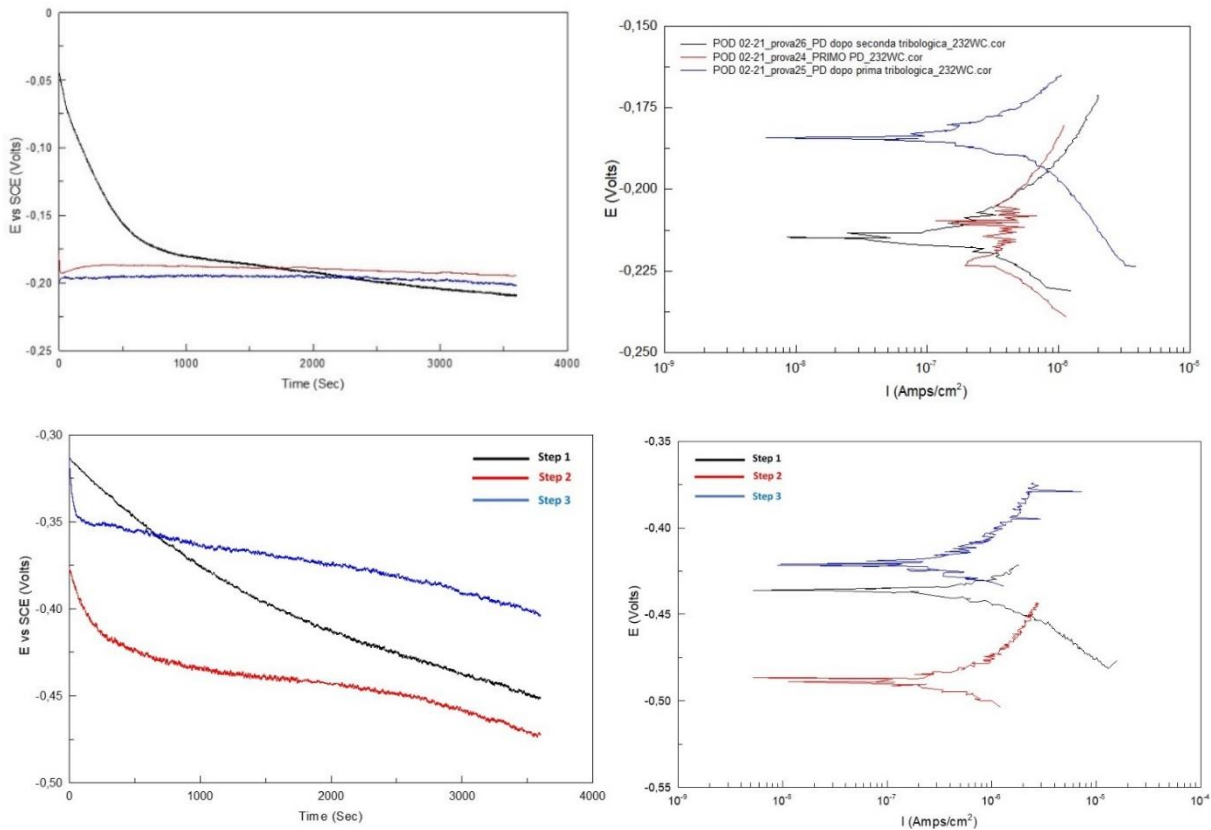 0
-0,05
-0,10
-0,15
-0,20
-0,25
E vs SCE (Volts)
0 1000 2000 3000 4000
Time (Sec)
-0,150
-0,175
-0,200
-0,225
-0,250
E (Volts)
POD 02-21_prova26_PD dopo seconda tribologica_232WC.cor
POD 02-21_prova24_PRIMO PD_232WC.cor
POD 02-21_prova25_PD dopo prima tribologica_232WC.cor
10-9 10-8 10-7 10-6 10-5
I (Amps/cm2)
-0,30
-0,35
-0,40
-0,45
-0,50
E vs SCE (Volts)
Step 1
Step 2
Step 3
0 1000 2000 3000 4000
Time (Sec)
-0,35
-0,40
-0,45
-0,50
-0,55
E (Volts)
Step 1
Step 2
Step 3
10-9 10-8 10-7 10-6 10-5 10-4
I (Amps/cm2)